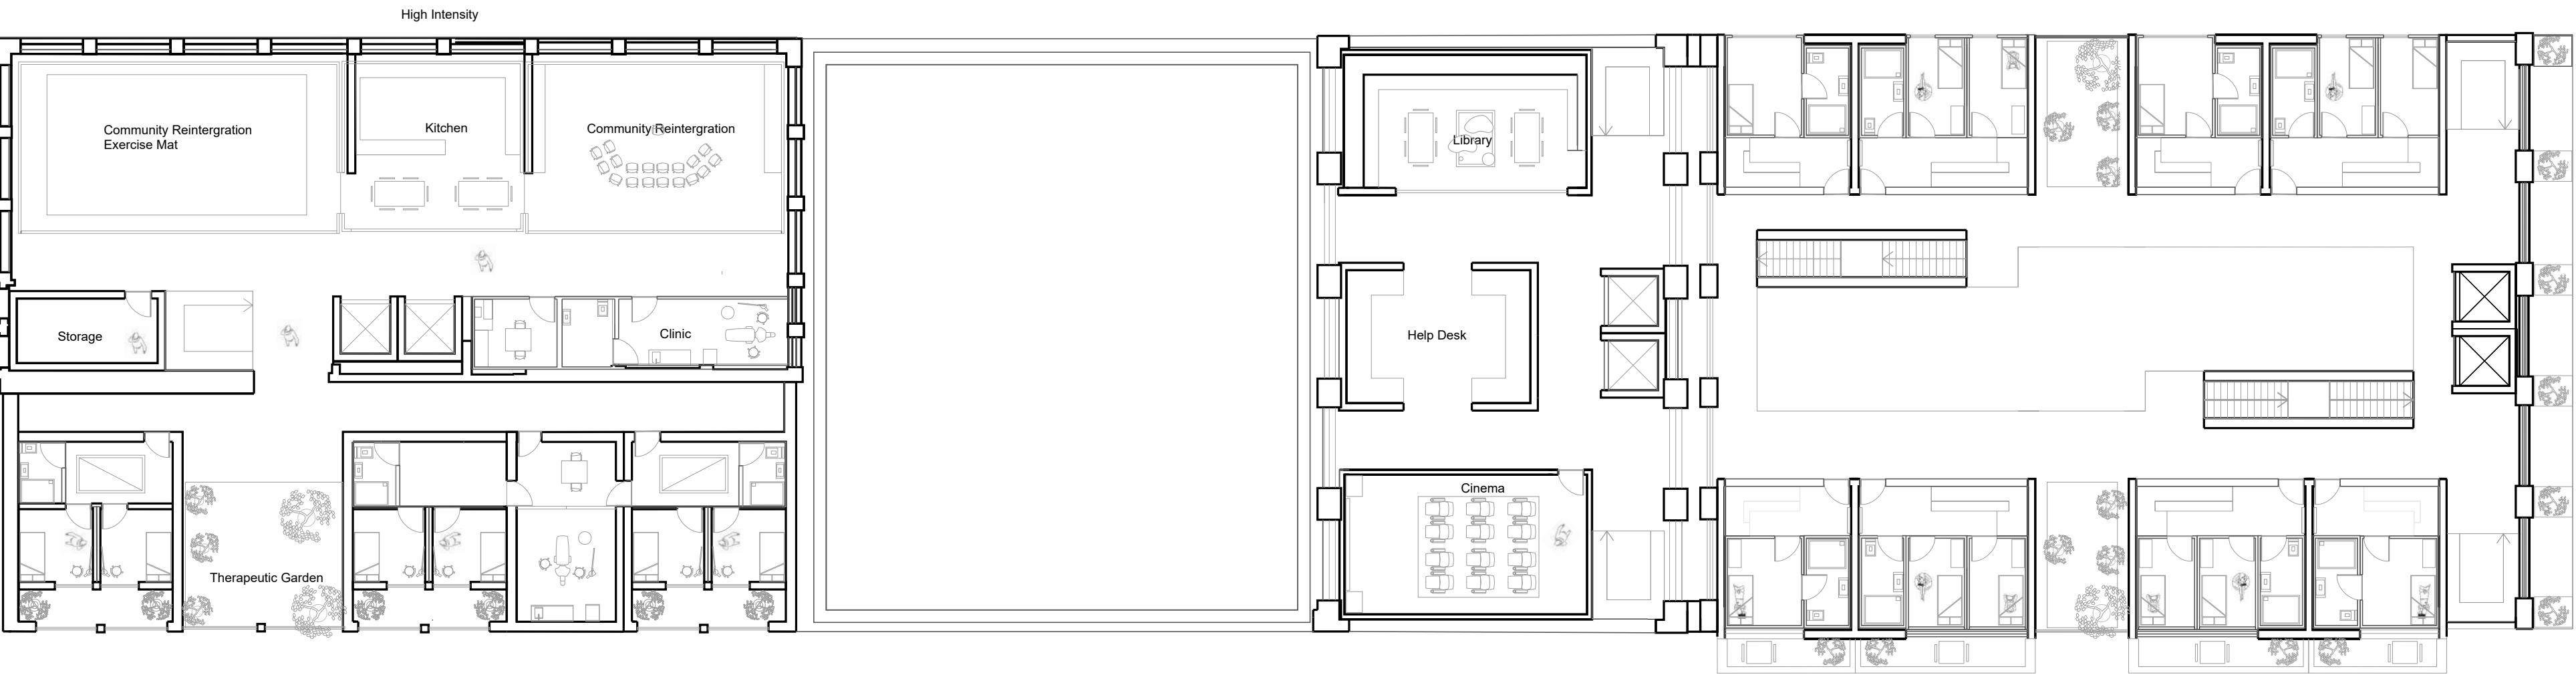 High Intensity
Community Reintergration
Exercise Mat
Kitchen
Community Reintergration
Library
Storage
Clinic
Help Desk
Cinema
Therapeutic Garden